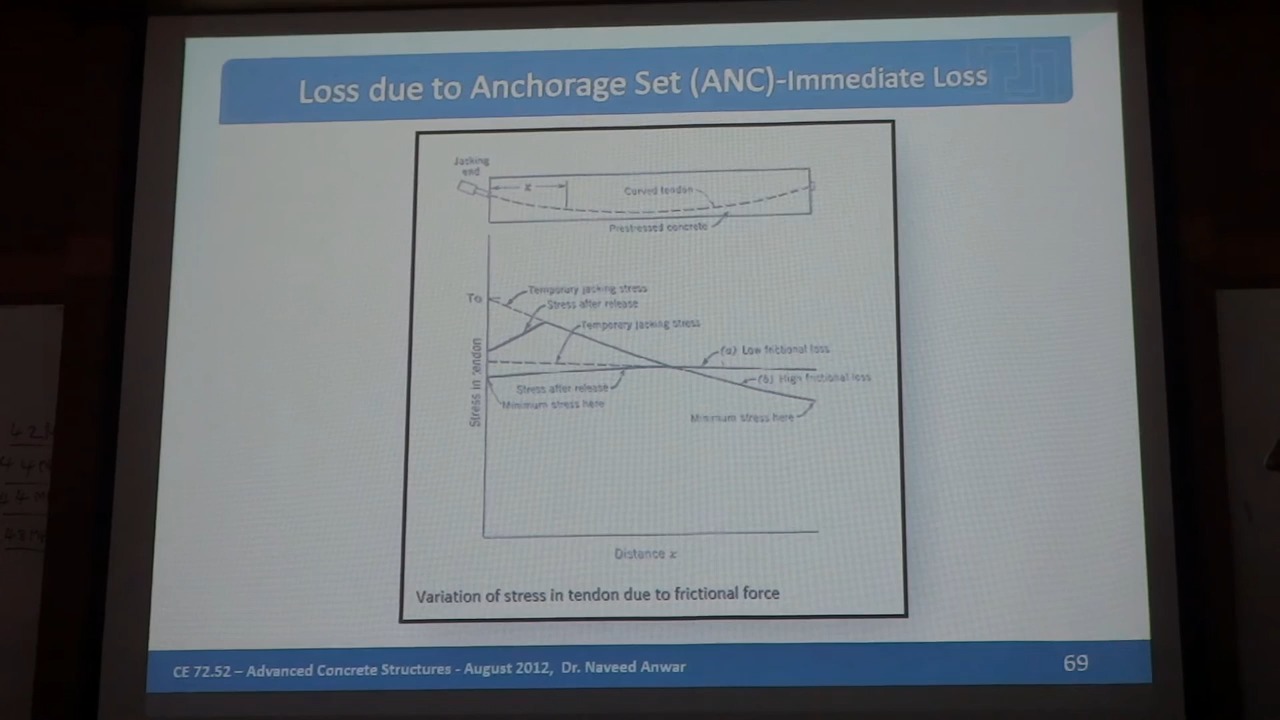 Loss due to Anchorage Set (ANC)-Immediate Loss
Jacking
end
x
Curved tendon
Prestressed concrete
To
Temporary jacking stress
Stress after release
Temporary jacking stress
(a) Low frictional loss
(b) High frictional loss
Stress after release
Minimum stress here
Minimum stress here
Stress in tendon
Distance x
Variation of stress in tendon due to frictional force
CE 72.52 – Advanced Concrete Structures - August 2012, Dr. Naveed Anwar
69